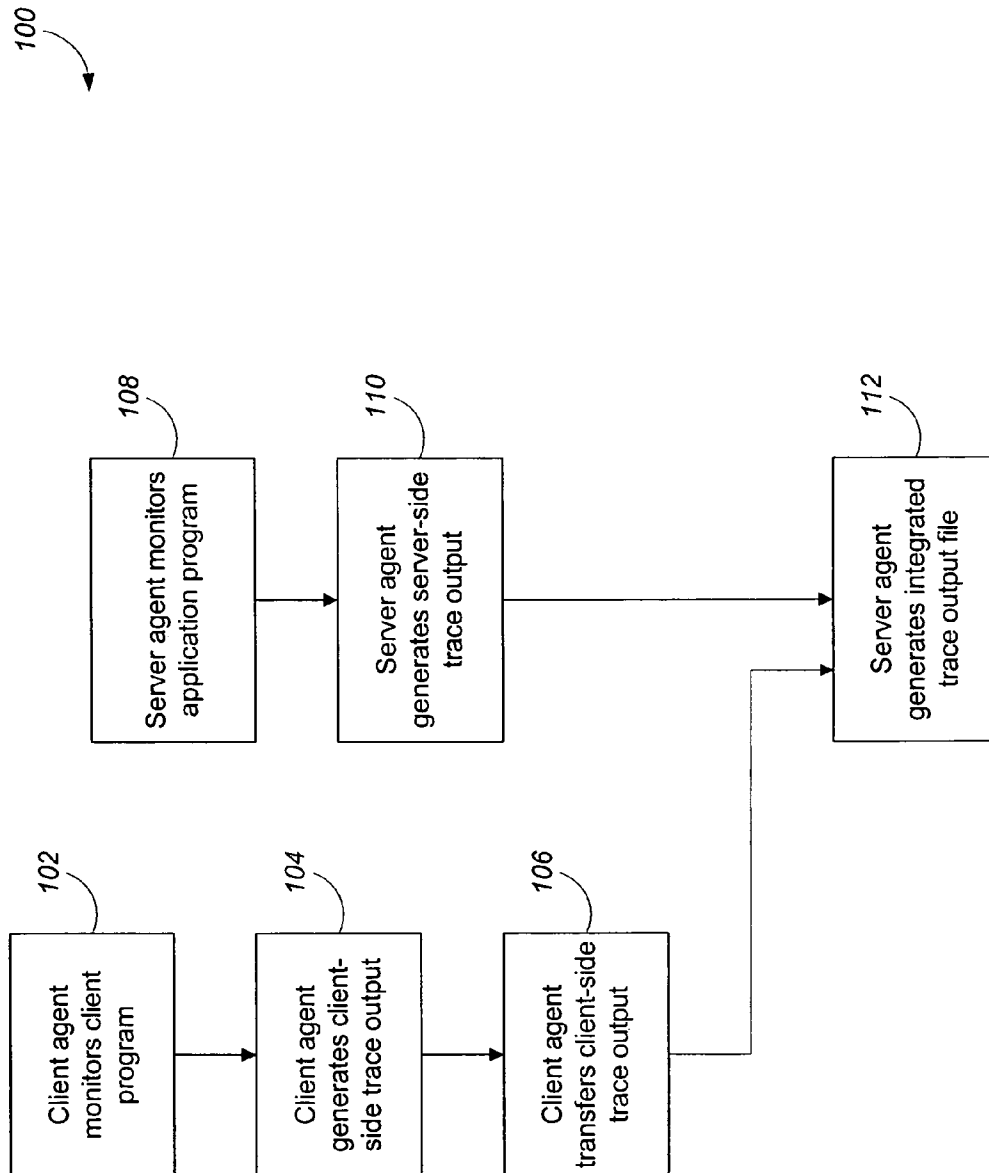 100
102
Client agent
monitors client
program
104
Client agent
generates client-
side trace output
106
Client agent
transfers client-side
trace output
108
Server agent monitors
application program
110
Server agent
generates server-side
trace output
112
Server agent
generates integrated
trace output file